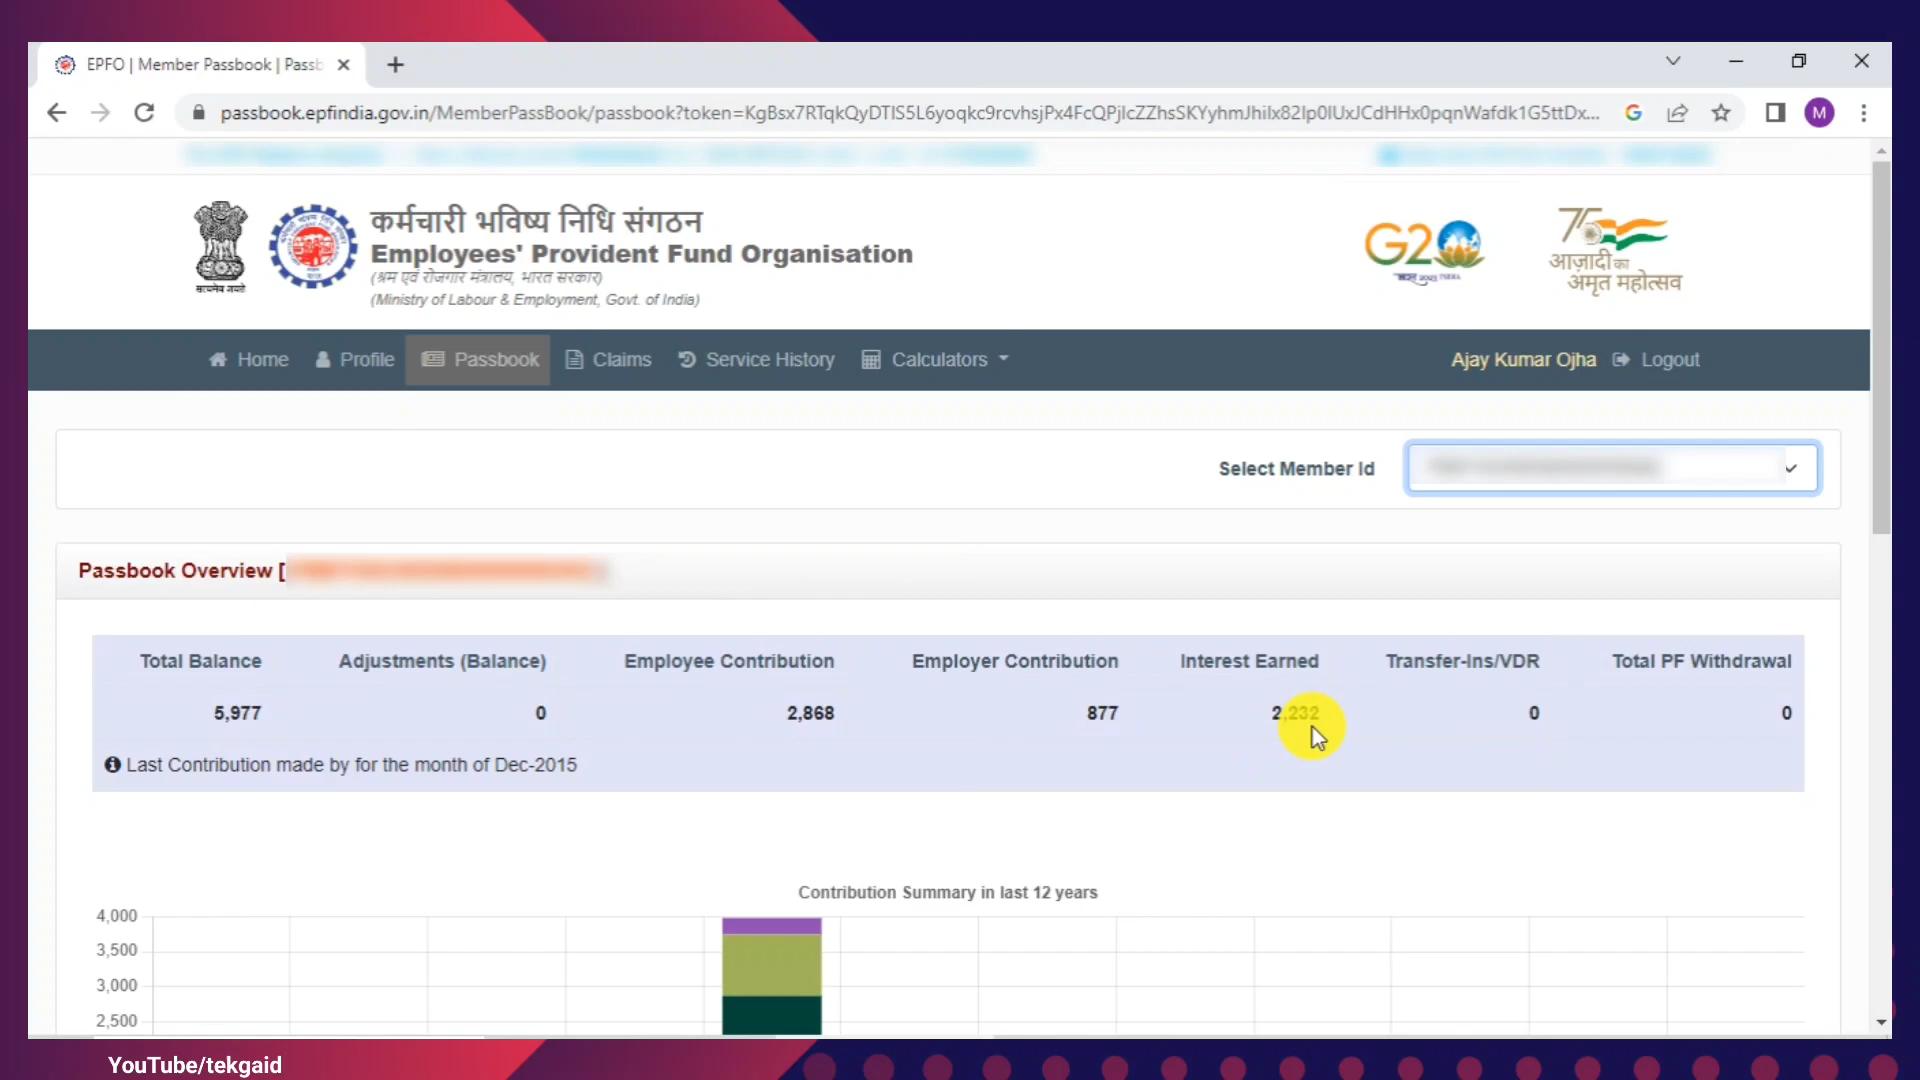 EPFO | Member Passbook | Passb
passbook.epfindia.gov.in/MemberPassBook/passbook?token=KgBsx7RTqkQyDTIS5L6yoqkc9rcvhsjPx4FcQPjIcZZhsSKYyhmJhiIx82Ip0IUxJCdHHx0pqnWafdk1G5ttDx...
M
कर्मचारी भविष्य निधि संगठन
Employees' Provident Fund Organisation
(श्रम एवं रोजगार मंत्रालय, भारत सरकार)
(Ministry of Labour & Employment, Govt. of India)
सत्यमेव जयते
G20
75
आज़ादी का
अमृत महोत्सव
Home Profile Passbook Claims Service History Calculators Ajay Kumar Ojha Logout
Select Member Id
Passbook Overview [
Total Balance Adjustments (Balance) Employee Contribution Employer Contribution Interest Earned Transfer-Ins/VDR Total PF Withdrawal
5,977 0 2,868 877 2,232 0 0
Last Contribution made by for the month of Dec-2015
Contribution Summary in last 12 years
4,000
3,500
3,000
2,500
YouTube/tekgaid